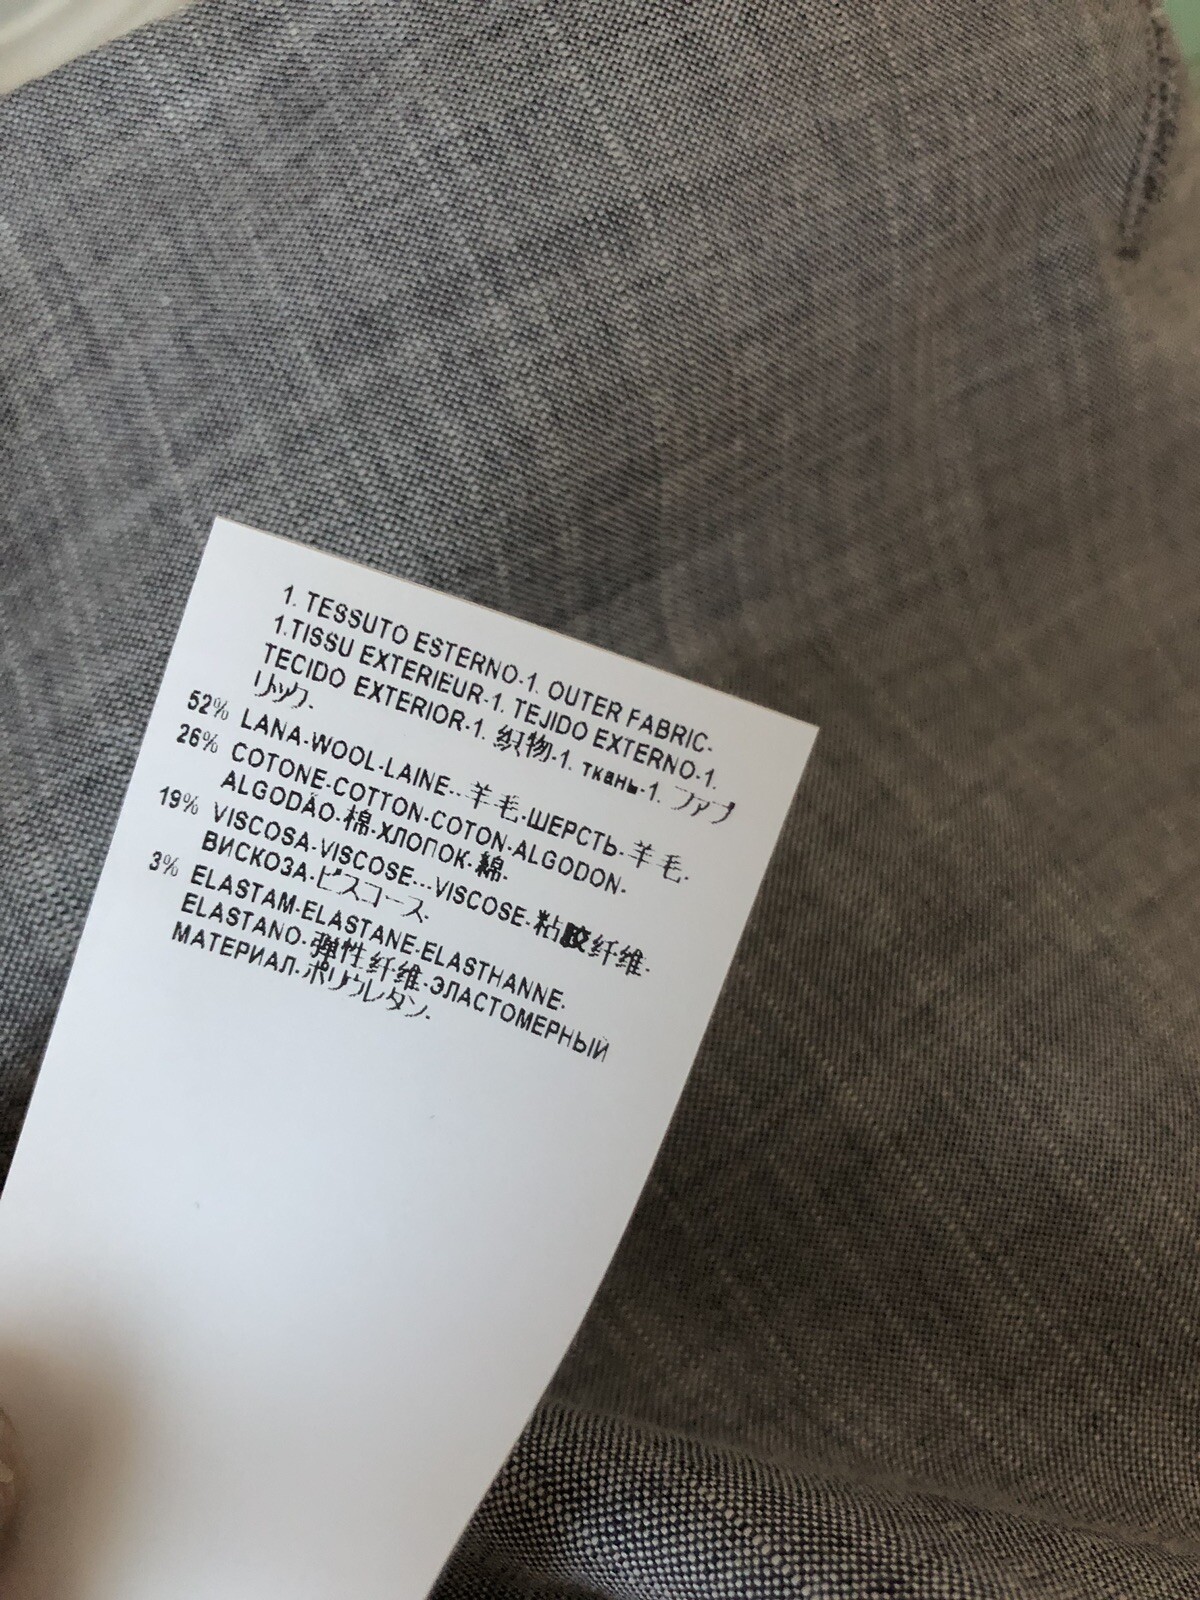 1. TESSUTO ESTERNO-1. OUTER FABRIC-
1.TISSU EXTERIEUR-1. TEJIDO EXTERNO-1.
TECIDO EXTERIOR-1. 织物-1. ткань-1. ファブ
リック-
52% LANA-WOOL-LAINE...羊毛-ШЕРСТЬ-羊毛-
26% COTONE-COTTON-COTON-ALGODON-
ALGODÃO-棉-ХЛОПОК-綿-
19% VISCOSA-VISCOSE...VISCOSE-粘胶纤维-
ВИСКОЗА-ビスコース-
3% ELASTAM-ELASTANE-ELASTHANNE-
ELASTANO-弹性纤维-ЭЛАСТОМЕРНЫЙ
МАТЕРИАЛ-ポリウレタン-